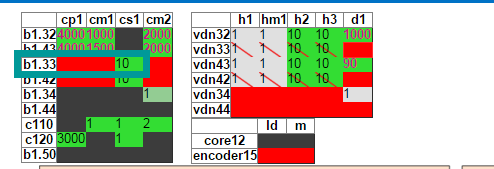 cp1 cm1 cs1 cm2
b1.32 4000 1000 2000
b1.43 4000 1500 2000
b1.33 10
b1.42 10
b1.34 1
b1.44
c110 1 1 2
c120 3000 1
b1.50
h1 hm1 h2 h3 d1
vdn32 1 1 10 10 1000
vdn33 1 1 10 10
vdn43 1 1 10 10 90
vdn42 1 1 10 10
vdn34 1
vdn44
ld m
core12
encoder15